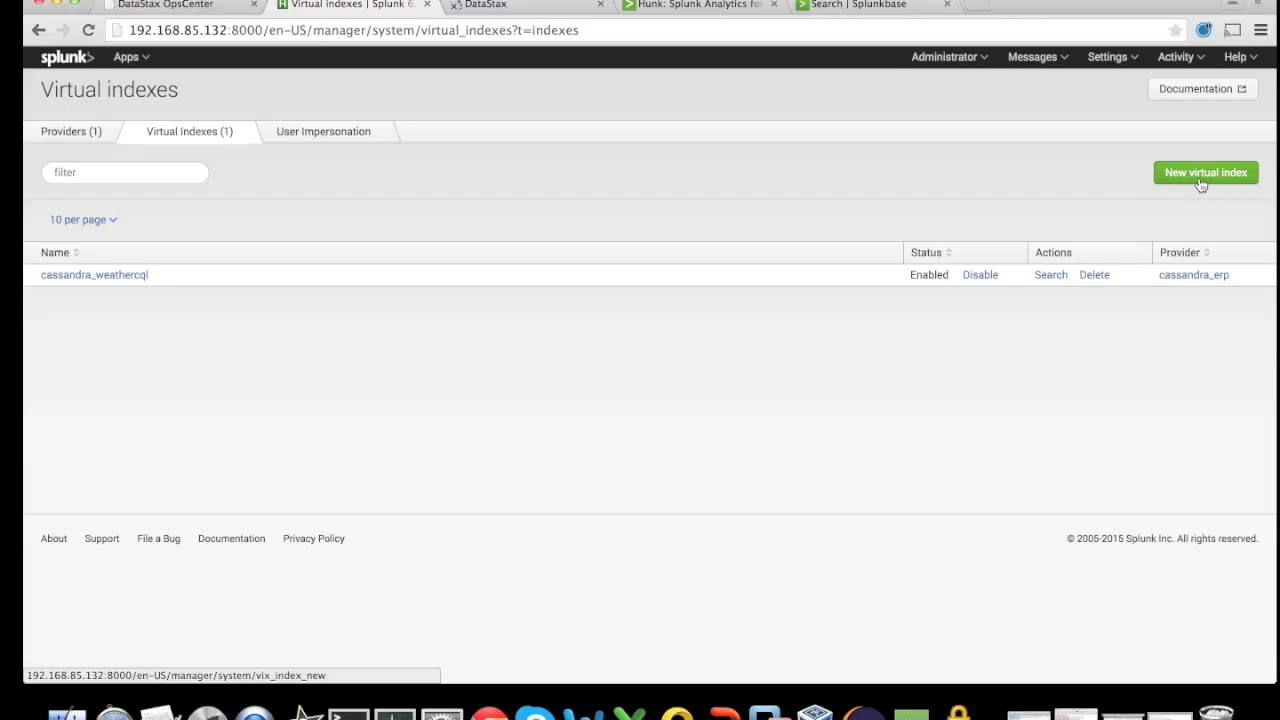 DataStax OpsCenter
Virtual indexes | Splunk 6.
DataStax
Hunk: Splunk Analytics for
Search | Splunkbase
192.168.85.132:8000/en-US/manager/system/virtual_indexes?t=indexes
splunk> Apps Administrator Messages Settings Activity Help
Virtual indexes
Documentation
Providers (1) Virtual Indexes (1) User Impersonation
filter
New virtual index
10 per page
Name Status Actions Provider
cassandra_weathercql Enabled Disable Search Delete cassandra_erp
About Support File a Bug Documentation Privacy Policy
© 2005-2015 Splunk Inc. All rights reserved.
192.168.85.132:8000/en-US/manager/system/vix_index_new